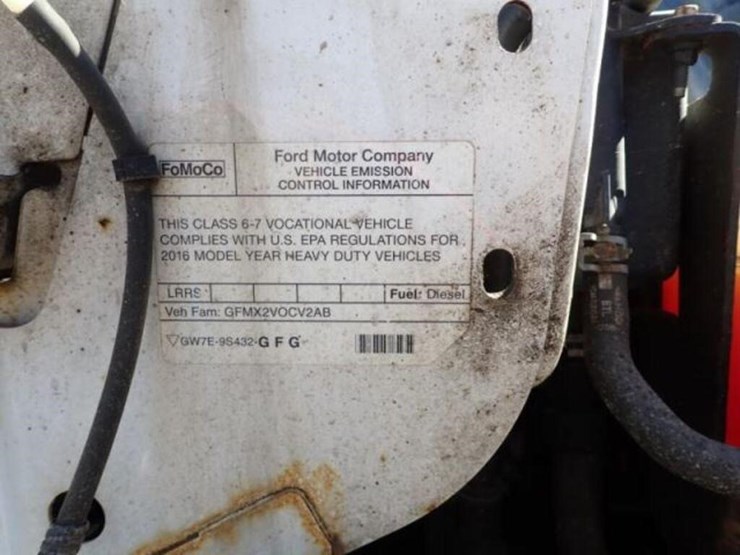 FoMoCo
Ford Motor Company
VEHICLE EMISSION
CONTROL INFORMATION
THIS CLASS 6-7 VOCATIONAL VEHICLE
COMPLIES WITH U.S. EPA REGULATIONS FOR
2016 MODEL YEAR HEAVY DUTY VEHICLES
LRRS Fuel: Diesel
Veh Fam: GFMX2VOCV2AB
▽GW7E-9S432-G F G